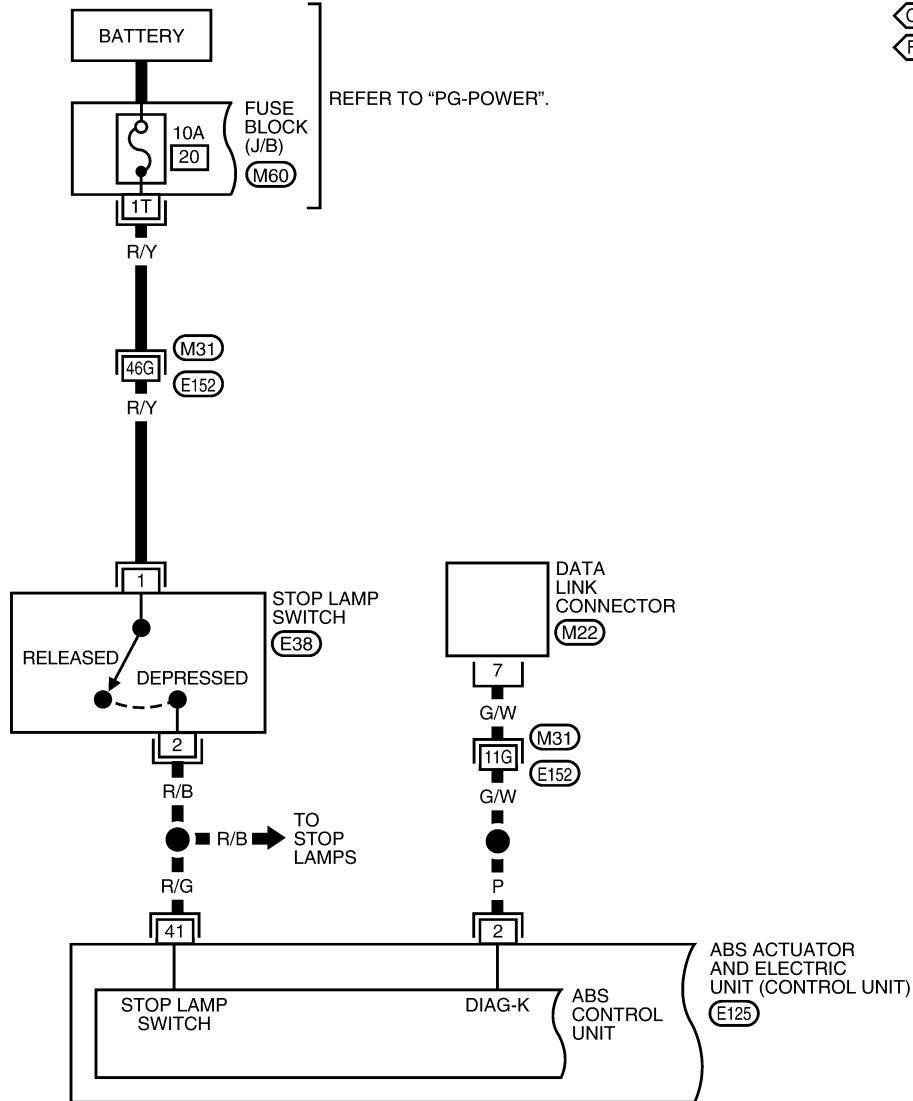 BATTERY
REFER TO “PG-POWER”.
FUSE
BLOCK
(J/B)
M60
10A
20
1T
R/Y
46G
M31
E152
R/Y
1
STOP LAMP
SWITCH
E38
RELEASED
DEPRESSED
2
R/B
R/B
TO
STOP
LAMPS
R/G
41
DATA
LINK
CONNECTOR
M22
7
G/W
11G
M31
E152
G/W
P
2
STOP LAMP
SWITCH
DIAG-K
ABS
CONTROL
UNIT
ABS ACTUATOR
AND ELECTRIC
UNIT (CONTROL UNIT)
E125